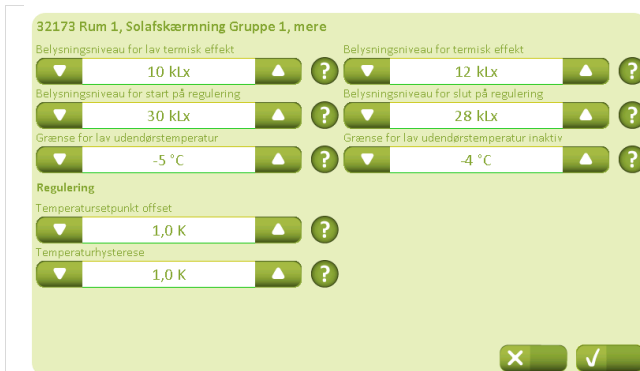 32173 Rum 1, Solafskærmning Gruppe 1, mere
Belysningsniveau for lav termisk effekt
Belysningsniveau for termisk effekt
10 kLx
?
12 kLx
?
Belysningsniveau for start på regulering
Belysningsniveau for slut på regulering
30 kLx
?
28 kLx
?
Grænse for lav udendørstemperatur
Grænse for lav udendørstemperatur inaktiv
-5 °C
?
-4 °C
?
Regulering
Temperatursetpunkt offset
1,0 K
?
Temperaturhysterese
1,0 K
?